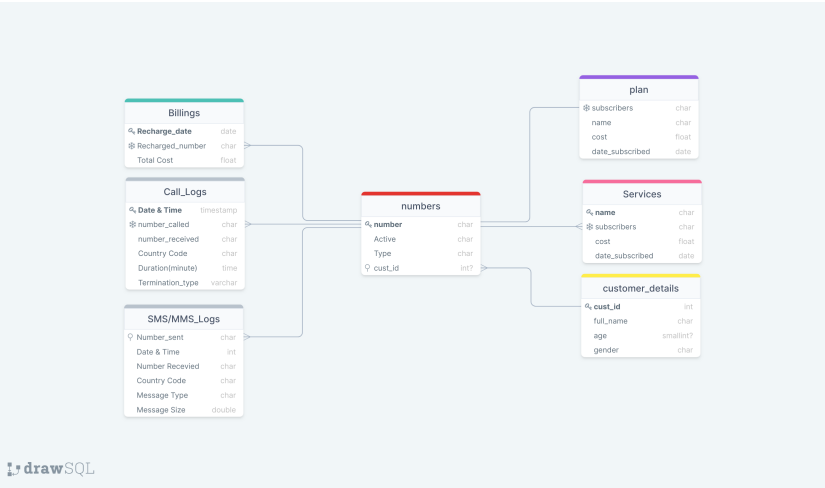 Billings
Recharge_date date
Recharged_number char
Total Cost float
Call_Logs
Date & Time timestamp
number_called char
number_received char
Country Code char
Duration(minute) time
Termination_type varchar
SMS/MMS_Logs
Number_sent char
Date & Time int
Number Recevied char
Country Code char
Message Type char
Message Size double
numbers
number char
Active char
Type char
cust_id int?
plan
subscribers char
name char
cost float
date_subscribed date
Services
name char
subscribers char
cost float
date_subscribed date
customer_details
cust_id int
full_name char
age smallint?
gender char
drawSQL